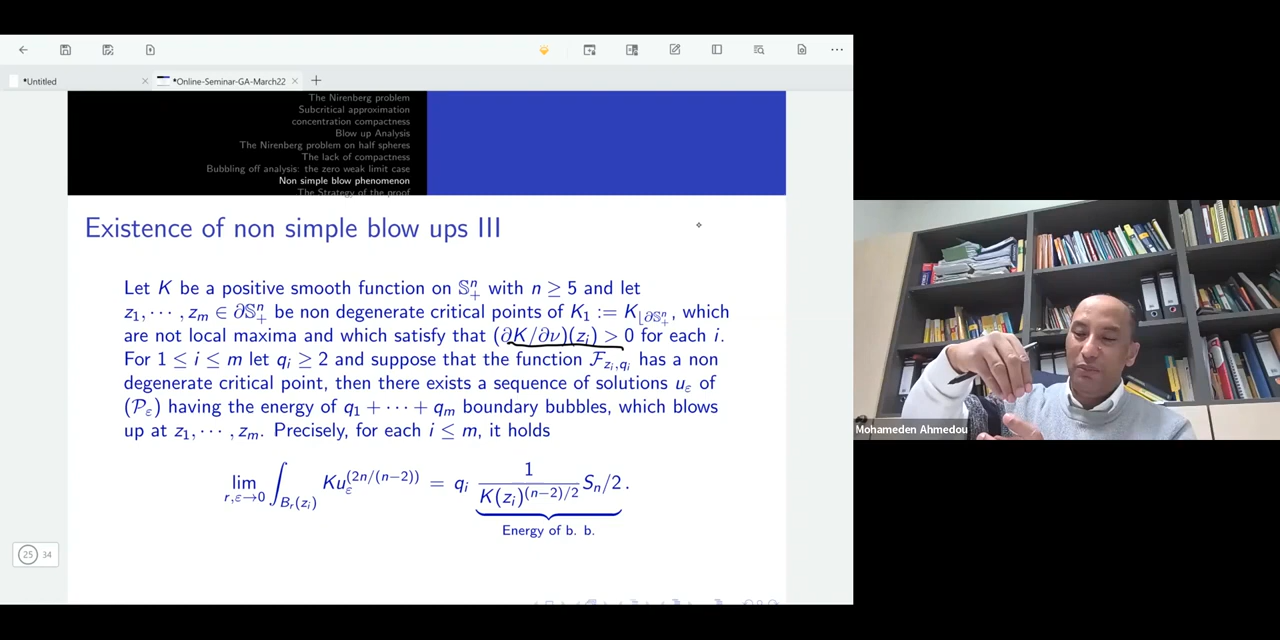 *Untitled
*Online-Seminar-GA-March22
The Nirenberg problem
Subcritical approximation
concentration compactness
Blow up Analysis
The Nirenberg problem on half spheres
The lack of compactness
Bubbling off analysis: the zero weak limit case
Non simple blow phenomenon
The Strategy of the proof
Existence of non simple blow ups III
Let K be a positive smooth function on 𝕊ⁿ₊ with n ≥ 5 and let
z₁, ⋯ , zₘ ∈ ∂𝕊ⁿ₊ be non degenerate critical points of K₁ := K⌊∂𝕊ⁿ₊, which
are not local maxima and which satisfy that (∂K/∂ν)(zᵢ) > 0 for each i.
For 1 ≤ i ≤ m let qᵢ ≥ 2 and suppose that the function ℱ_{zᵢ,qᵢ} has a non
degenerate critical point, then there exists a sequence of solutions u_ε of
(𝒫_ε) having the energy of q₁ + ⋯ + qₘ boundary bubbles, which blows
up at z₁, ⋯ , zₘ. Precisely, for each i ≤ m, it holds
lim_{r,ε→0} ∫_{B_r(zᵢ)} K u_ε^{(2n/(n−2))} = qᵢ 1/K(zᵢ)^{(n−2)/2} Sₙ/2 .
Energy of b. b.
25 34
Mohameden Ahmedou